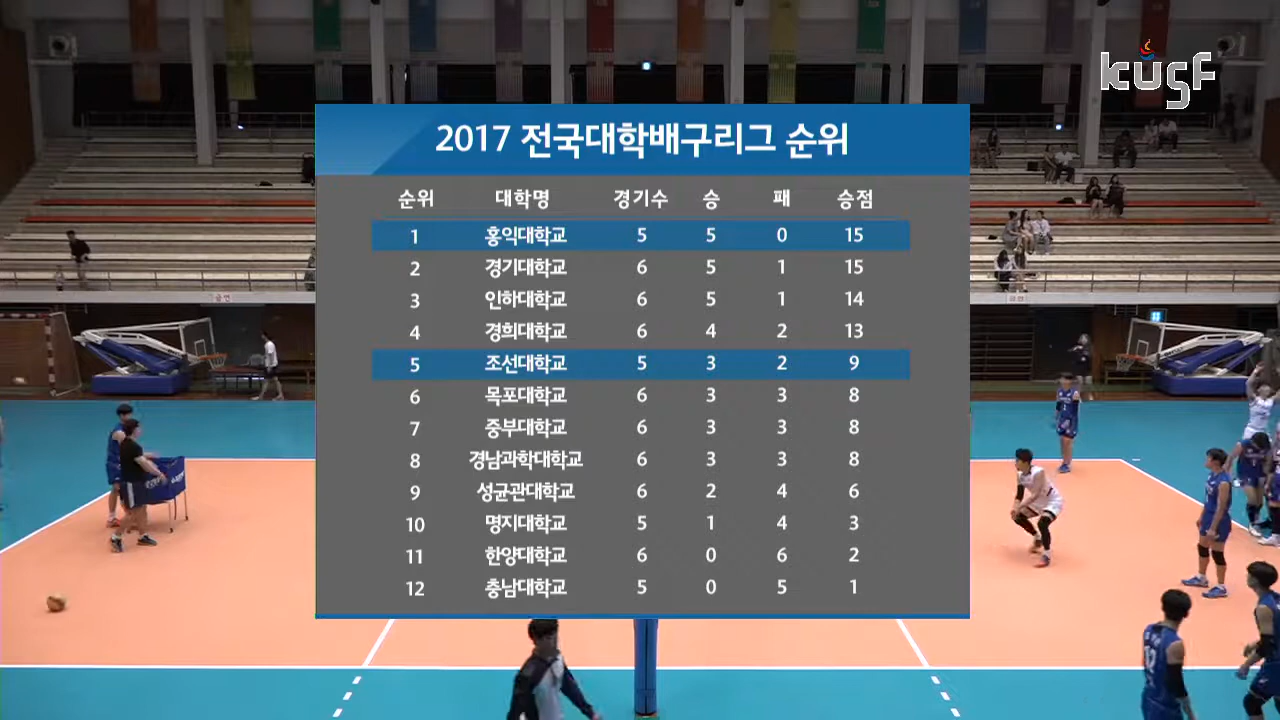 kusf
2017 전국대학배구리그 순위
순위 대학명 경기수 승 패 승점
1 홍익대학교 5 5 0 15
2 경기대학교 6 5 1 15
3 인하대학교 6 5 1 14
4 경희대학교 6 4 2 13
5 조선대학교 5 3 2 9
6 목포대학교 6 3 3 8
7 중부대학교 6 3 3 8
8 경남과학대학교 6 3 3 8
9 성균관대학교 6 2 4 6
10 명지대학교 5 1 4 3
11 한양대학교 6 0 6 2
12 충남대학교 5 0 5 1